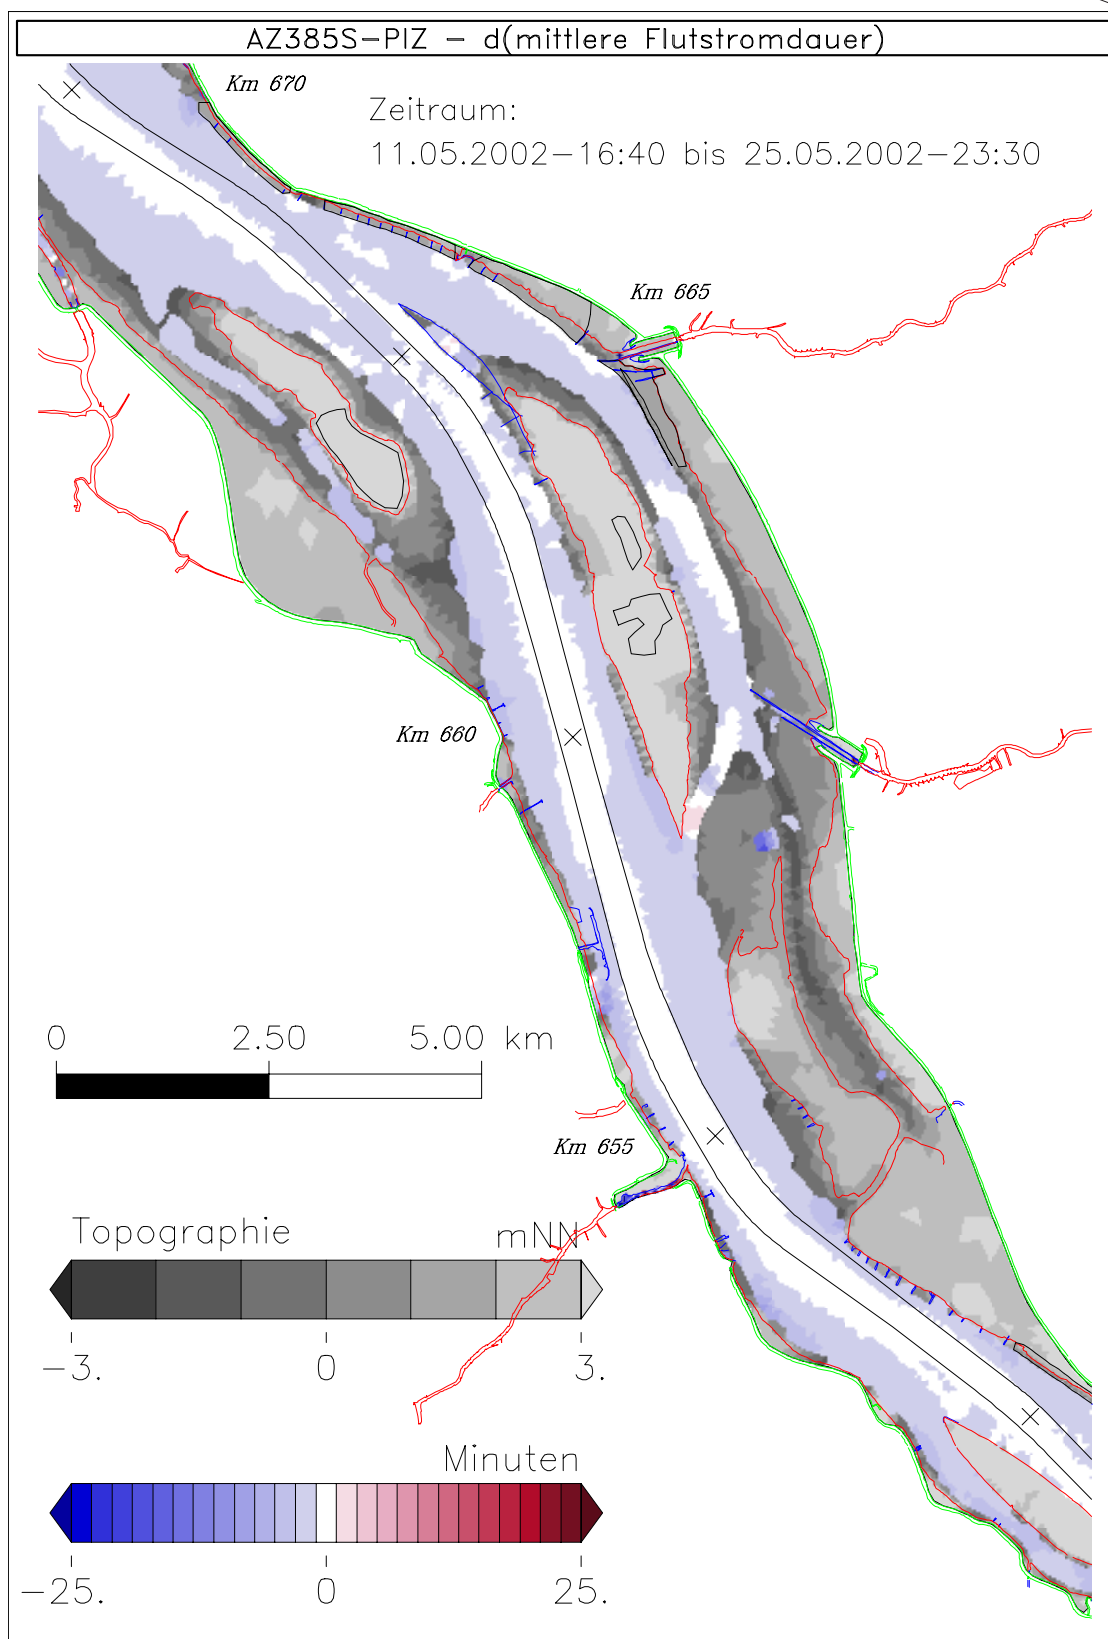 AZ385S-PIZ - d(mittlere Flutstromdauer)
Km 670
Zeitraum:
11.05.2002-16:40 bis 25.05.2002-23:30
Km 665
Km 660
0 2.50 5.00 km
Km 655
Topographie mNN
-3. 0 3.
Minuten
-25. 0 25.